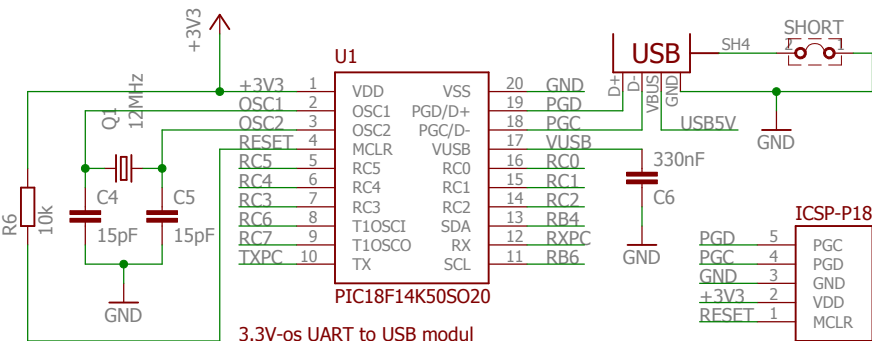 +3V3
SHORT
U1
USB
SH4
2
1
D+
D-
VBUS
GND
USB5V
GND
Q1
12MHz
+3V3 1 VDD VSS 20 GND
OSC1 2 OSC1 PGD/D+ 19 PGD
OSC2 3 OSC2 PGC/D- 18 PGC
RESET 4 MCLR VUSB 17 VUSB
RC5 5 RC5 RC0 16 RC0
RC4 6 RC4 RC1 15 RC1
RC3 7 RC3 RC2 14 RC2
RC6 8 T1OSCI SDA 13 RB4
RC7 9 T1OSCO RX 12 RXPC
TXPC 10 TX SCL 11 RB6
PIC18F14K50SO20
330nF
C6
GND
R6
10k
C4
15pF
C5
15pF
GND
ICSP-P18
PGD 5 PGC
PGC 4 PGD
GND 3 GND
+3V3 2 VDD
RESET 1 MCLR
3.3V-os UART to USB modul